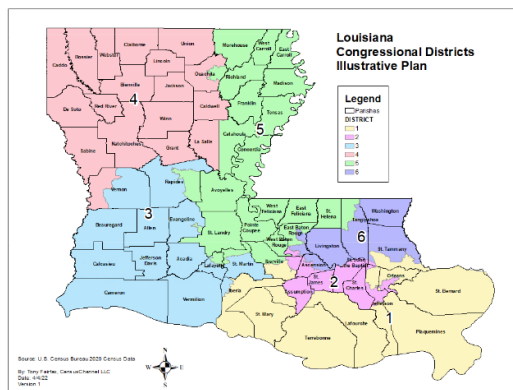 Louisiana
Congressional Districts
Illustrative Plan
Legend
Parishes
DISTRICT
1
2
3
4
5
6
Caddo
Bossier
Webster
Claiborne
Union
Morehouse
West
Carroll
East
Carroll
Lincoln
Ouachita
Richland
Madison
Bienville
Jackson
4
De Soto
Red River
Winn
Caldwell
Franklin
Tensas
Natchitoches
Sabine
Grant
La Salle
Catahoula
5
Concordia
Vernon
Rapides
Avoyelles
Beauregard
3
Allen
Evangeline
St. Landry
Pointe
Coupee
West
Feliciana
East
Feliciana
St.
Helena
Tangipahoa
Washington
East Baton
Rouge
West Baton
Rouge
Livingston
6
St. Tammany
Calcasieu
Jefferson
Davis
Acadia
Lafayette
St. Martin
Iberville
Ascension
St. John
the Baptist
Orleans
St. Bernard
Cameron
Vermilion
Iberia
St. Mary
Assumption
St.
James
2
St.
Charles
Jefferson
1
Plaquemines
Lafourche
Terrebonne
Source: U.S. Census Bureau 2020 Census Data
By: Tony Fairfax, CensusChannel LLC
Date: 4/4/22
Version 1
N
W
E
S